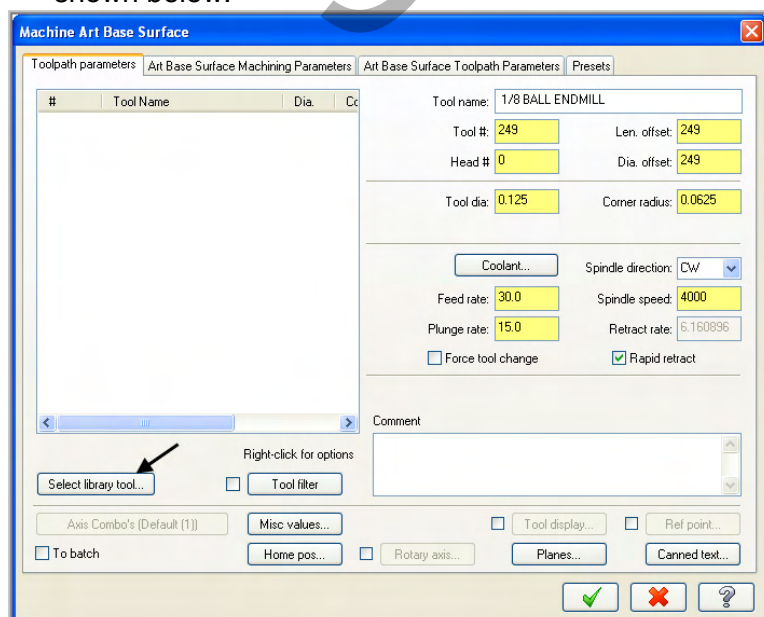 shown below.
Machine Art Base Surface
Toolpath parameters Art Base Surface Machining Parameters Art Base Surface Toolpath Parameters Presets
# Tool Name Dia. Co
Tool name: 1/8 BALL ENDMILL
Tool #: 249 Len. offset: 249
Head # 0 Dia. offset: 249
Tool dia: 0.125 Corner radius: 0.0625
Coolant... Spindle direction: CW
Feed rate: 30.0 Spindle speed: 4000
Plunge rate: 15.0 Retract rate: 6.160896
Force tool change Rapid retract
Comment
Right-click for options
Select library tool... Tool filter
Axis Combo's (Default (1)) Misc values... Tool display... Ref point...
To batch Home pos... Rotary axis... Planes... Canned text...